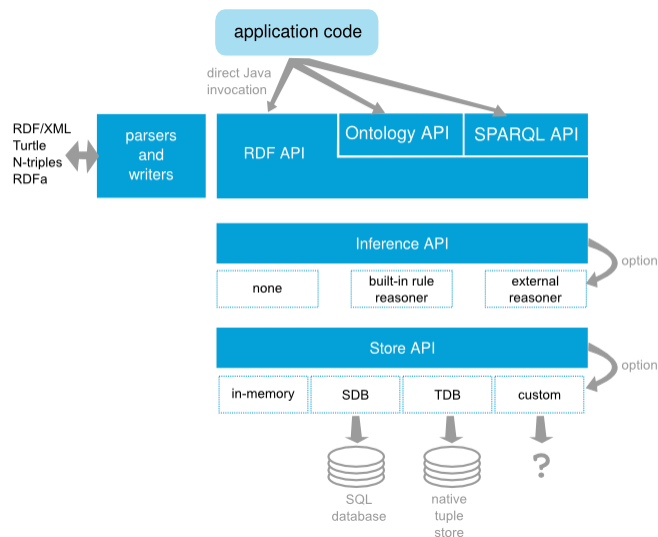 application code
direct Java
invocation
RDF/XML
Turtle
N-triples
RDFa
parsers
and
writers
RDF API
Ontology API
SPARQL API
Inference API
option
none
built-in rule
reasoner
external
reasoner
Store API
option
in-memory
SDB
TDB
custom
?
SQL
database
native
tuple
store